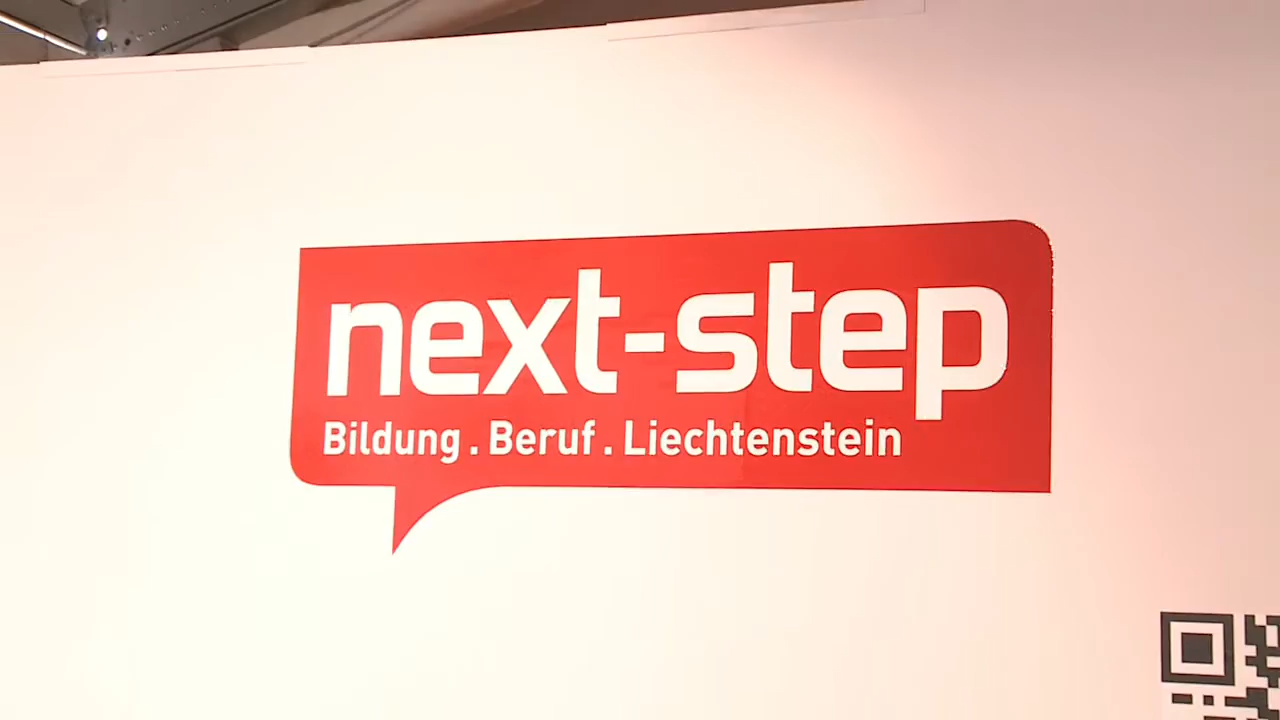 next-step
Bildung . Beruf . Liechtenstein